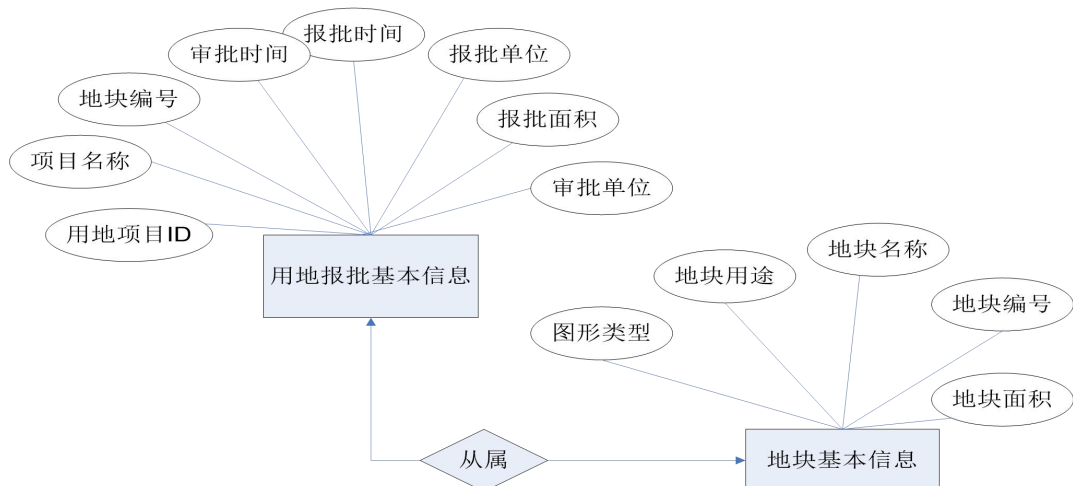 报批时间
审批时间
报批单位
地块编号
报批面积
项目名称
审批单位
用地项目ID
用地报批基本信息
地块名称
地块用途
地块编号
图形类型
地块面积
从属
地块基本信息